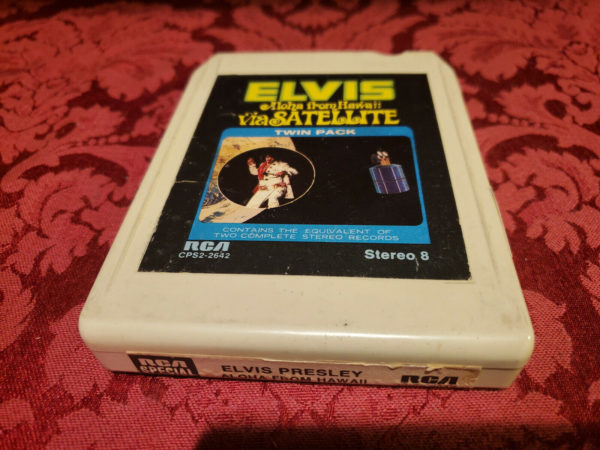 ELVIS
Aloha from Hawaii
via SATELLITE
TWIN PACK
CONTAINS THE EQUIVALENT OF
TWO COMPLETE STEREO RECORDS
RCA
CPS2-2642
Stereo 8
RCA
SPECIAL
ELVIS PRESLEY
ALOHA FROM HAWAII
RCA